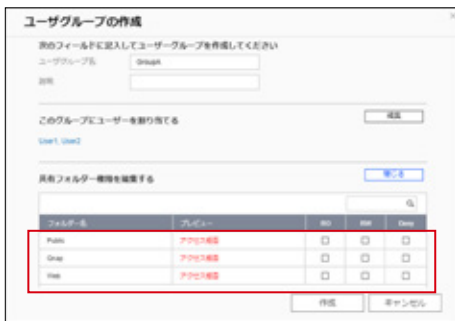 ユーザグループの作成
次のフィールドに記入してユーザーグループを作成してください
ユーザグループ名 GroupA
説明
このグループにユーザーを割り当てる 編集
User1, User2
共有フォルダー権限を編集する 閉じる
フォルダー名 プレビュー RO RW Deny
Public アクセス拒否
Qsync アクセス拒否
Web アクセス拒否
作成 キャンセル